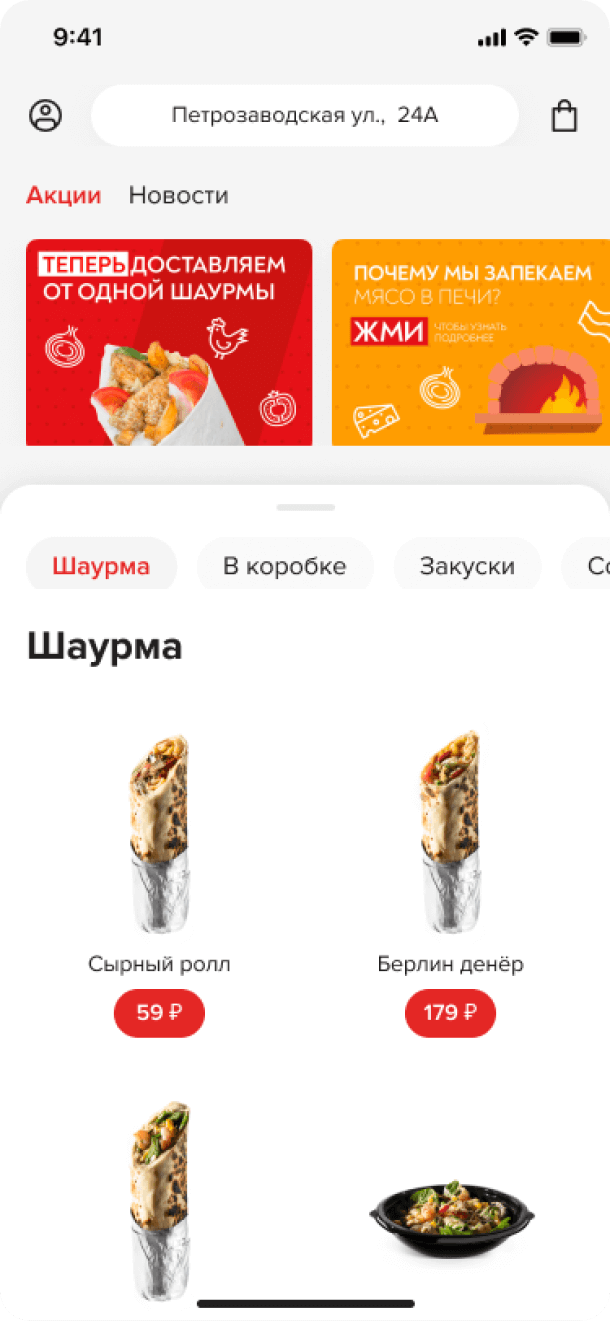 9:41
Петрозаводская ул., 24А
Акции Новости
ТЕПЕРЬ ДОСТАВЛЯЕМ
ОТ ОДНОЙ ШАУРМЫ
ПОЧЕМУ МЫ ЗАПЕКАЕМ
МЯСО В ПЕЧИ?
ЖМИ
ЧТОБЫ УЗНАТЬ
ПОДРОБНЕЕ
Шаурма В коробке Закуски Со
Шаурма
Сырный ролл
59 ₽
Берлин денёр
179 ₽